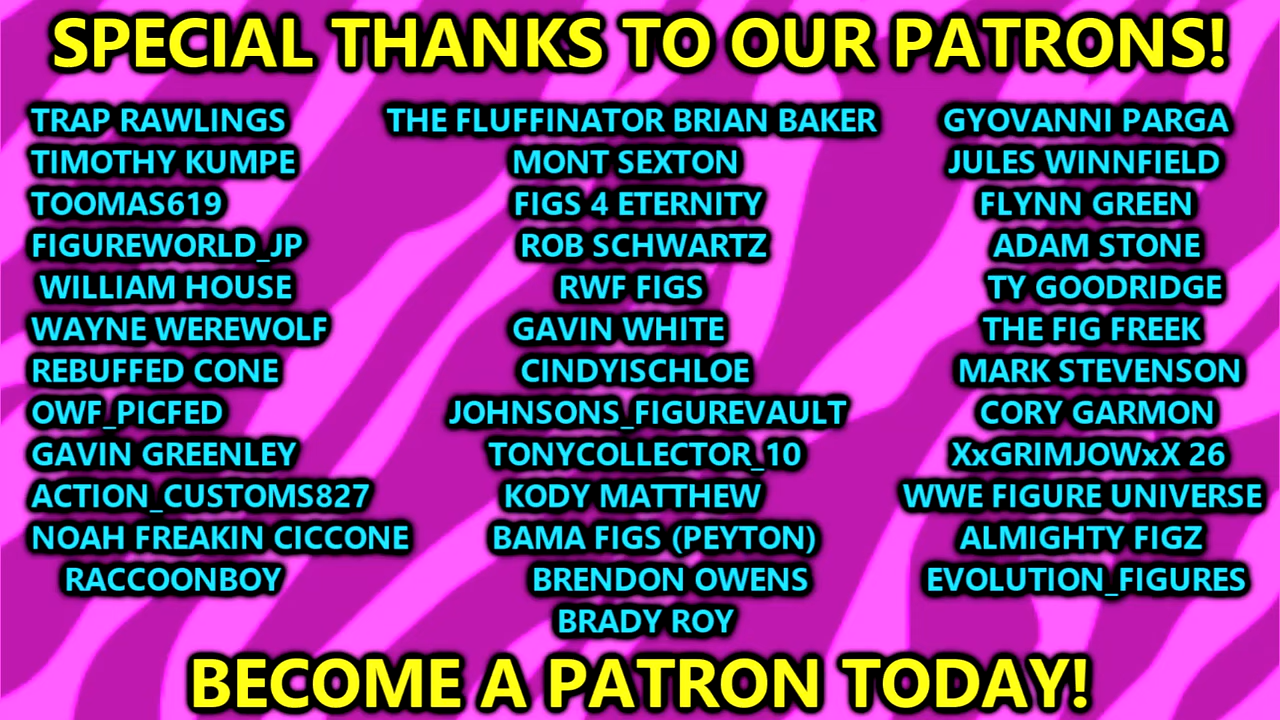 SPECIAL THANKS TO OUR PATRONS!
TRAP RAWLINGS
TIMOTHY KUMPE
TOOMAS619
FIGUREWORLD_JP
WILLIAM HOUSE
WAYNE WEREWOLF
REBUFFED CONE
OWF_PICFED
GAVIN GREENLEY
ACTION_CUSTOMS827
NOAH FREAKIN CICCONE
RACCOONBOY
THE FLUFFINATOR BRIAN BAKER
MONT SEXTON
FIGS 4 ETERNITY
ROB SCHWARTZ
RWF FIGS
GAVIN WHITE
CINDYISCHLOE
JOHNSONS_FIGUREVAULT
TONYCOLLECTOR_10
KODY MATTHEW
BAMA FIGS (PEYTON)
BRENDON OWENS
BRADY ROY
GYOVANNI PARGA
JULES WINNFIELD
FLYNN GREEN
ADAM STONE
TY GOODRIDGE
THE FIG FREEK
MARK STEVENSON
CORY GARMON
XxGRIMJOWxX 26
WWE FIGURE UNIVERSE
ALMIGHTY FIGZ
EVOLUTION_FIGURES
BECOME A PATRON TODAY!